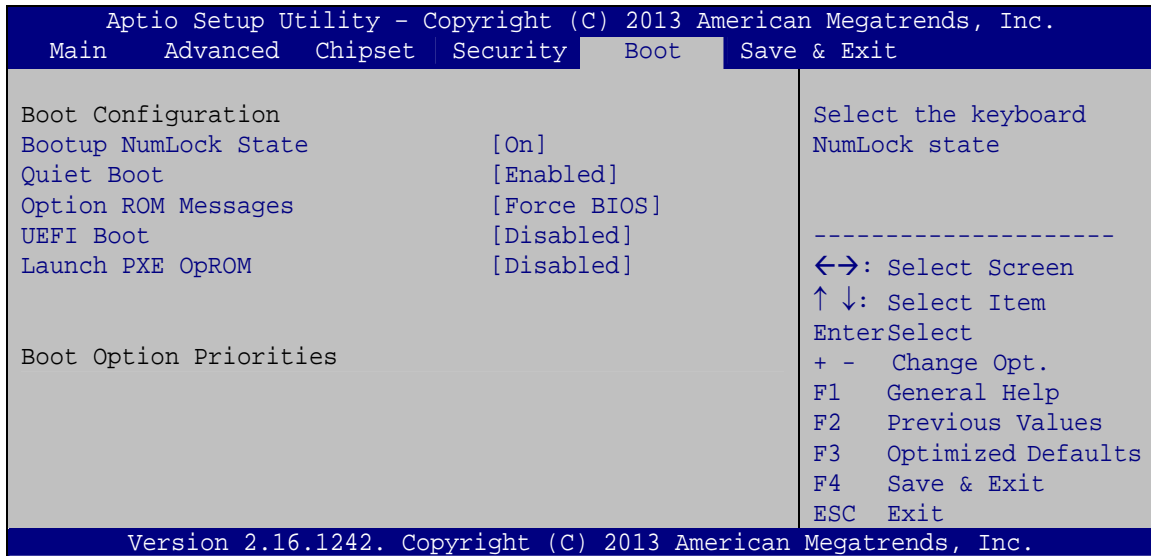 Aptio Setup Utility – Copyright (C) 2013 American Megatrends, Inc.
Main Advanced Chipset Security Boot Save & Exit
Boot Configuration
Bootup NumLock State [On]
Quiet Boot [Enabled]
Option ROM Messages [Force BIOS]
UEFI Boot [Disabled]
Launch PXE OpROM [Disabled]
Boot Option Priorities
Select the keyboard
NumLock state
---------------------
←→: Select Screen
↑ ↓: Select Item
EnterSelect
+ - Change Opt.
F1 General Help
F2 Previous Values
F3 Optimized Defaults
F4 Save & Exit
ESC Exit
Version 2.16.1242. Copyright (C) 2013 American Megatrends, Inc.